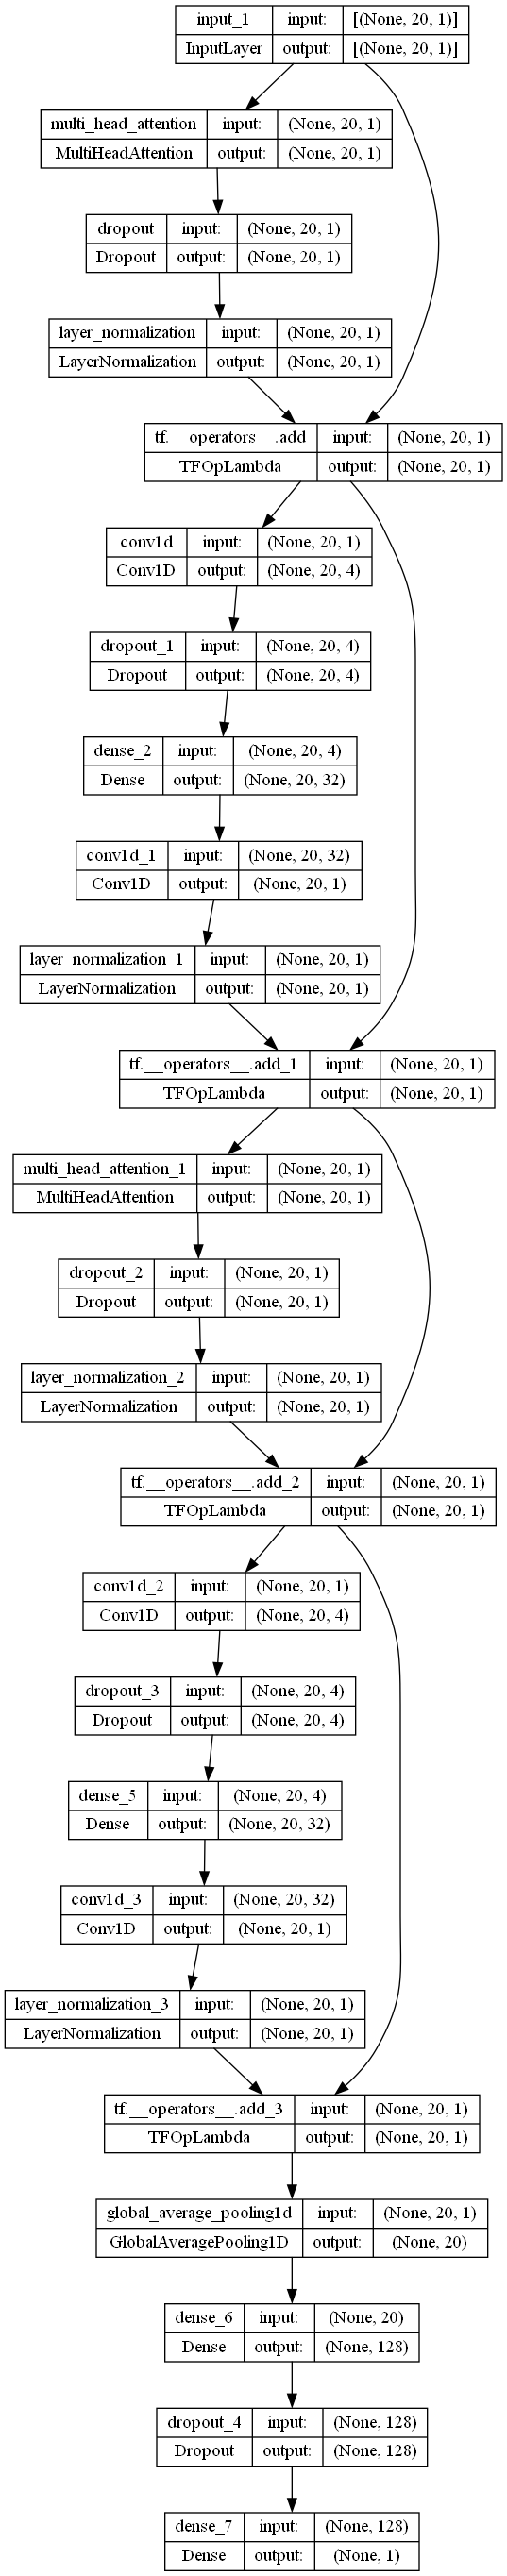 input_1 input: [(None, 20, 1)]
InputLayer output: [(None, 20, 1)]
multi_head_attention input: (None, 20, 1)
MultiHeadAttention output: (None, 20, 1)
dropout input: (None, 20, 1)
Dropout output: (None, 20, 1)
layer_normalization input: (None, 20, 1)
LayerNormalization output: (None, 20, 1)
tf.__operators__.add input: (None, 20, 1)
TFOpLambda output: (None, 20, 1)
conv1d input: (None, 20, 1)
Conv1D output: (None, 20, 4)
dropout_1 input: (None, 20, 4)
Dropout output: (None, 20, 4)
dense_2 input: (None, 20, 4)
Dense output: (None, 20, 32)
conv1d_1 input: (None, 20, 32)
Conv1D output: (None, 20, 1)
layer_normalization_1 input: (None, 20, 1)
LayerNormalization output: (None, 20, 1)
tf.__operators__.add_1 input: (None, 20, 1)
TFOpLambda output: (None, 20, 1)
multi_head_attention_1 input: (None, 20, 1)
MultiHeadAttention output: (None, 20, 1)
dropout_2 input: (None, 20, 1)
Dropout output: (None, 20, 1)
layer_normalization_2 input: (None, 20, 1)
LayerNormalization output: (None, 20, 1)
tf.__operators__.add_2 input: (None, 20, 1)
TFOpLambda output: (None, 20, 1)
conv1d_2 input: (None, 20, 1)
Conv1D output: (None, 20, 4)
dropout_3 input: (None, 20, 4)
Dropout output: (None, 20, 4)
dense_5 input: (None, 20, 4)
Dense output: (None, 20, 32)
conv1d_3 input: (None, 20, 32)
Conv1D output: (None, 20, 1)
layer_normalization_3 input: (None, 20, 1)
LayerNormalization output: (None, 20, 1)
tf.__operators__.add_3 input: (None, 20, 1)
TFOpLambda output: (None, 20, 1)
global_average_pooling1d input: (None, 20, 1)
GlobalAveragePooling1D output: (None, 20)
dense_6 input: (None, 20)
Dense output: (None, 128)
dropout_4 input: (None, 128)
Dropout output: (None, 128)
dense_7 input: (None, 128)
Dense output: (None, 1)